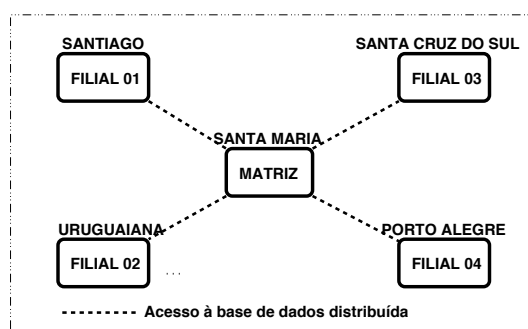 SANTIAGO
FILIAL 01
SANTA CRUZ DO SUL
FILIAL 03
SANTA MARIA
MATRIZ
URUGUAIANA
FILIAL 02
...
PORTO ALEGRE
FILIAL 04
Acesso à base de dados distribuída